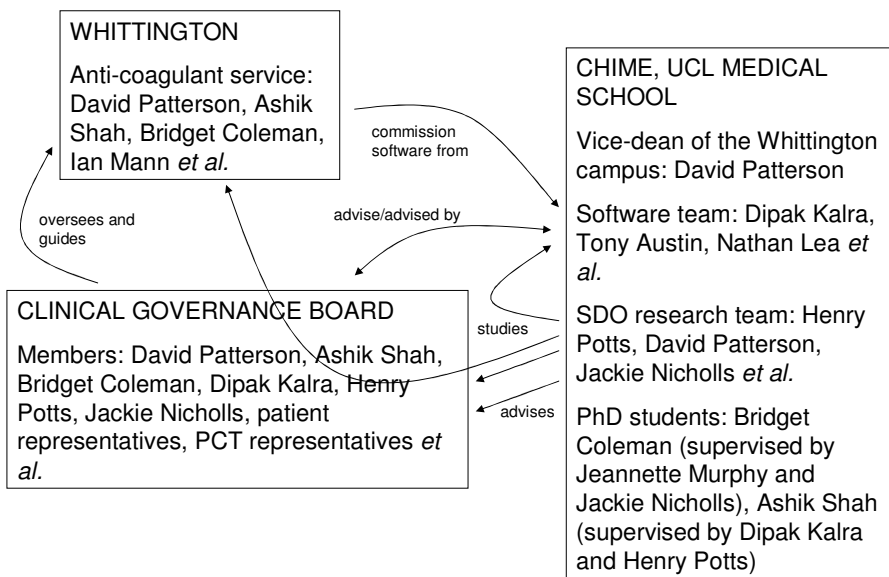 WHITTINGTON
Anti-coagulant service:
David Patterson, Ashik
Shah, Bridget Coleman,
Ian Mann et al.
commission
software from
oversees and
guides
advise/advised by
CLINICAL GOVERNANCE BOARD
Members: David Patterson, Ashik Shah,
Bridget Coleman, Dipak Kalra, Henry
Potts, Jackie Nicholls, patient
representatives, PCT representatives et
al.
studies
advises
CHIME, UCL MEDICAL
SCHOOL
Vice-dean of the Whittington
campus: David Patterson
Software team: Dipak Kalra,
Tony Austin, Nathan Lea et
al.
SDO research team: Henry
Potts, David Patterson,
Jackie Nicholls et al.
PhD students: Bridget
Coleman (supervised by
Jeannette Murphy and
Jackie Nicholls), Ashik Shah
(supervised by Dipak Kalra
and Henry Potts)